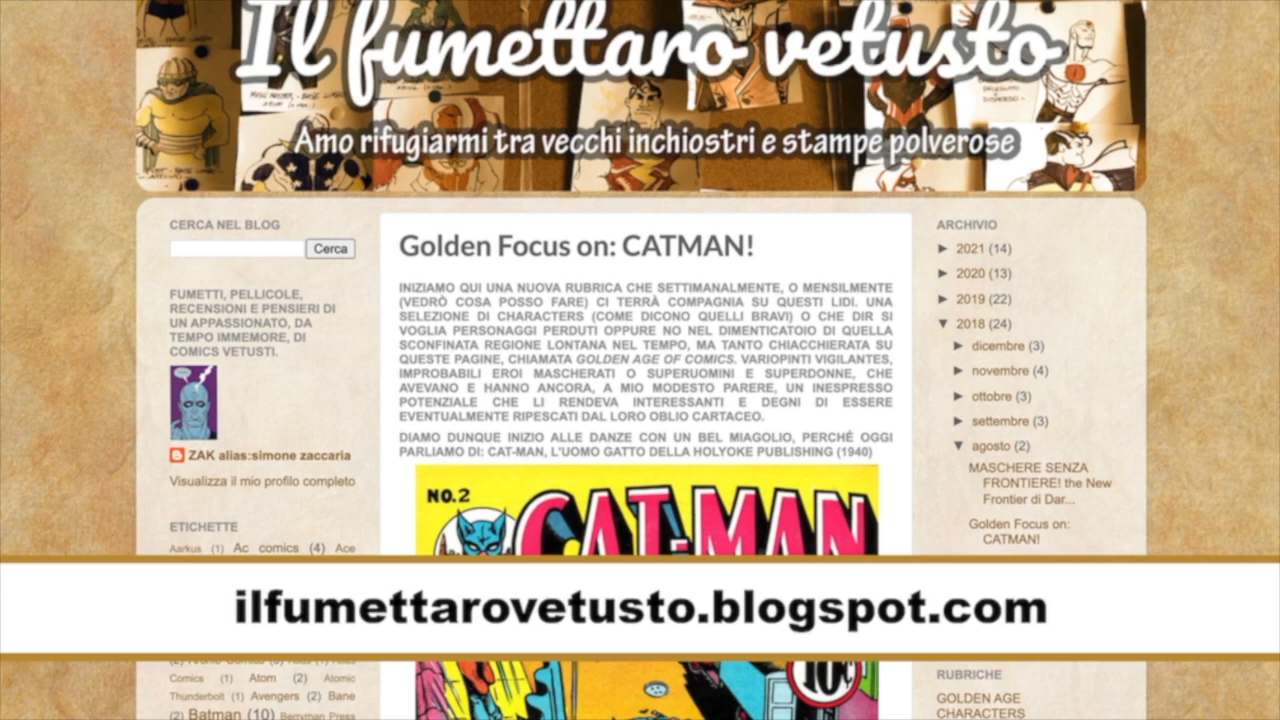 Il fumettaro vetusto
Amo rifugiarmi tra vecchi inchiostri e stampe polverose
CERCA NEL BLOG
Cerca
FUMETTI, PELLICOLE,
RECENSIONI E PENSIERI DI
UN APPASSIONATO, DA
TEMPO IMMEMORE, DI
COMICS VETUSTI.
ZAK alias:simone zaccaria
Visualizza il mio profilo completo
ETICHETTE
Aarkus (1) Ac comics (4) Ace
Comics (1) Atom (2) Atomic
Thunderbolt (1) Avengers (2) Bane
(2) Batman (10) Berryman Press
Golden Focus on: CATMAN!
INIZIAMO QUI UNA NUOVA RUBRICA CHE SETTIMANALMENTE, O MENSILMENTE
(VEDRÒ COSA POSSO FARE) CI TERRÀ COMPAGNIA SU QUESTI LIDI. UNA
SELEZIONE DI CHARACTERS (COME DICONO QUELLI BRAVI) O CHE DIR SI
VOGLIA PERSONAGGI PERDUTI OPPURE NO NEL DIMENTICATOIO DI QUELLA
SCONFINATA REGIONE LONTANA NEL TEMPO, MA TANTO CHIACCHIERATA SU
QUESTE PAGINE, CHIAMATA GOLDEN AGE OF COMICS. VARIOPINTI VIGILANTES,
IMPROBABILI EROI MASCHERATI O SUPERUOMINI E SUPERDONNE, CHE
AVEVANO E HANNO ANCORA, A MIO MODESTO PARERE, UN INESPRESSO
POTENZIALE CHE LI RENDEVA INTERESSANTI E DEGNI DI ESSERE
EVENTUALMENTE RIPESCATI DAL LORO OBLIO CARTACEO.
DIAMO DUNQUE INIZIO ALLE DANZE CON UN BEL MIAGOLIO, PERCHÉ OGGI
PARLIAMO DI: CAT-MAN, L'UOMO GATTO DELLA HOLYOKE PUBLISHING (1940)
NO.2
CAT-MAN
10¢
ARCHIVIO
► 2021 (14)
► 2020 (13)
► 2019 (22)
▼ 2018 (24)
► dicembre (3)
► novembre (4)
► ottobre (3)
► settembre (3)
▼ agosto (2)
MASCHERE SENZA
FRONTIERE! the New
Frontier di Dar...
Golden Focus on:
CATMAN!
RUBRICHE
GOLDEN AGE
CHARACTERS
ilfumettarovetusto.blogspot.com